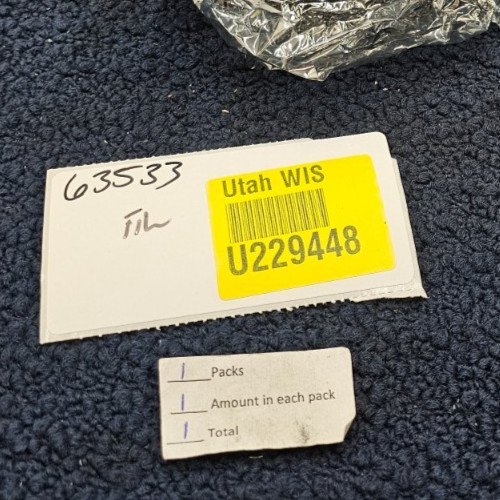 63533
Utah WIS
U229448
1 Packs
1 Amount in each pack
1 Total